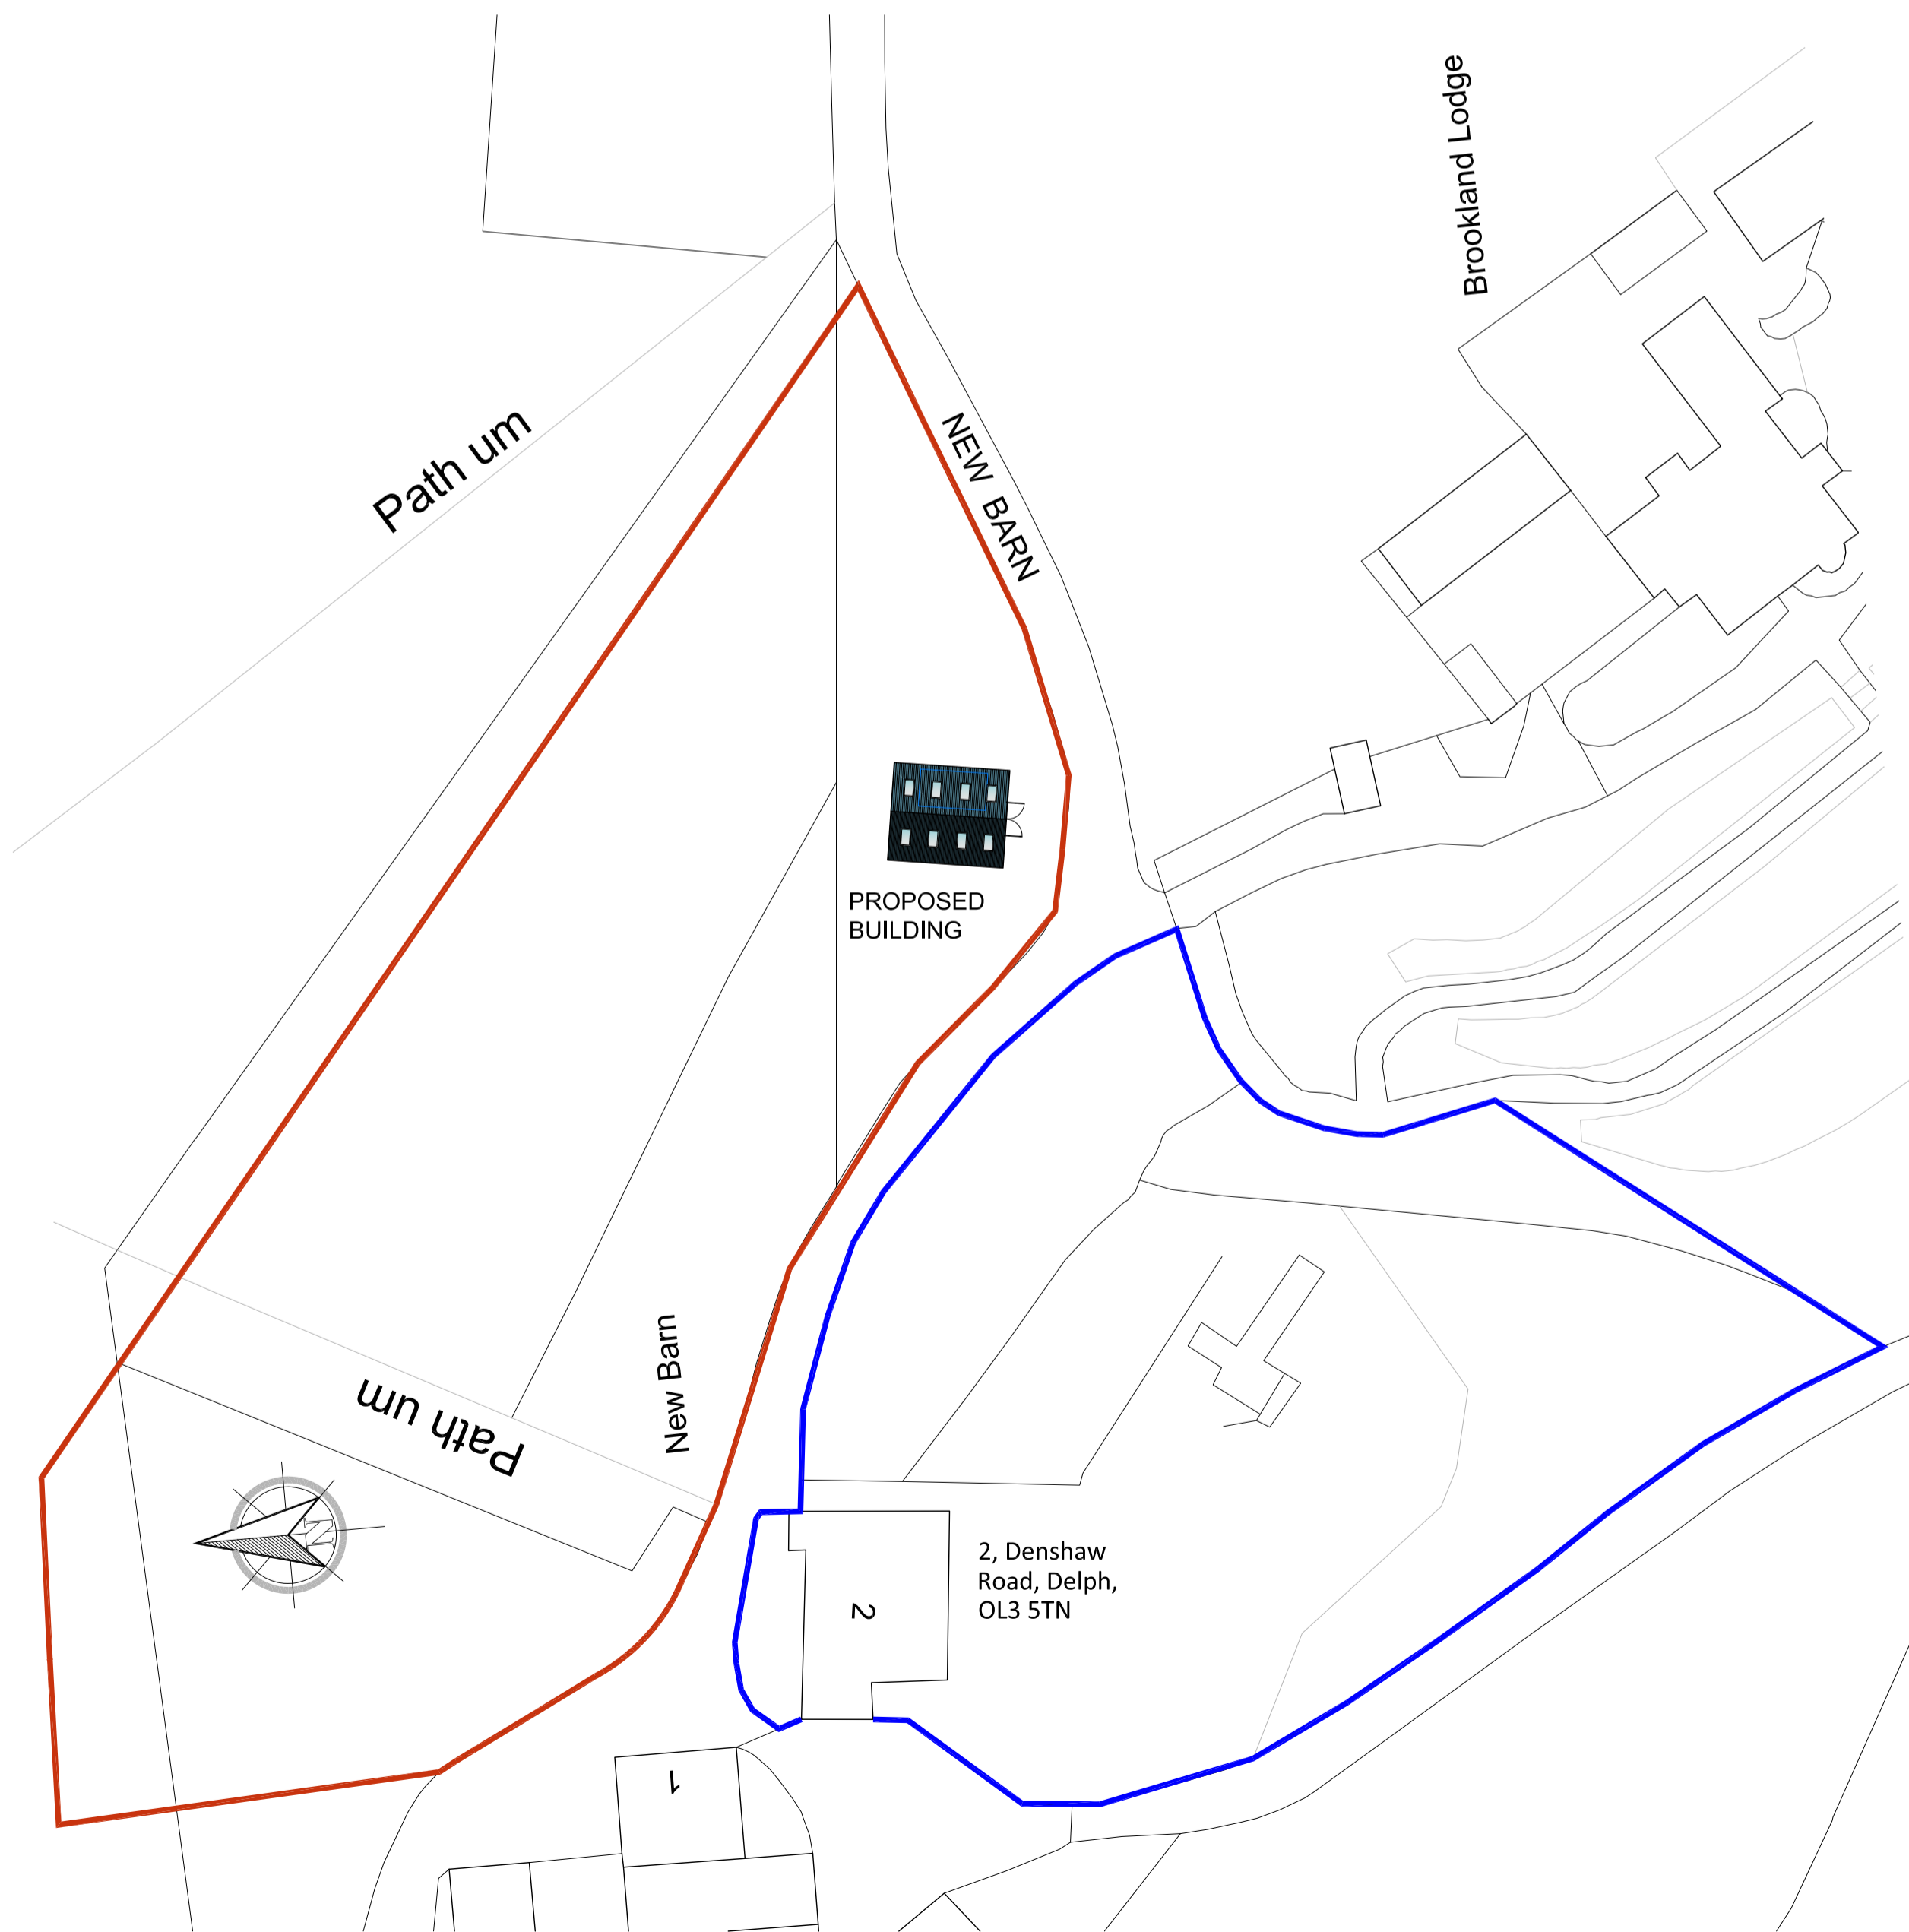 Brookland Lodge
Path um
NEW BARN
PROPOSED
BUILDING
New Barn
Path um
N
2, Denshaw
Road, Delph,
OL3 5TN
2
1